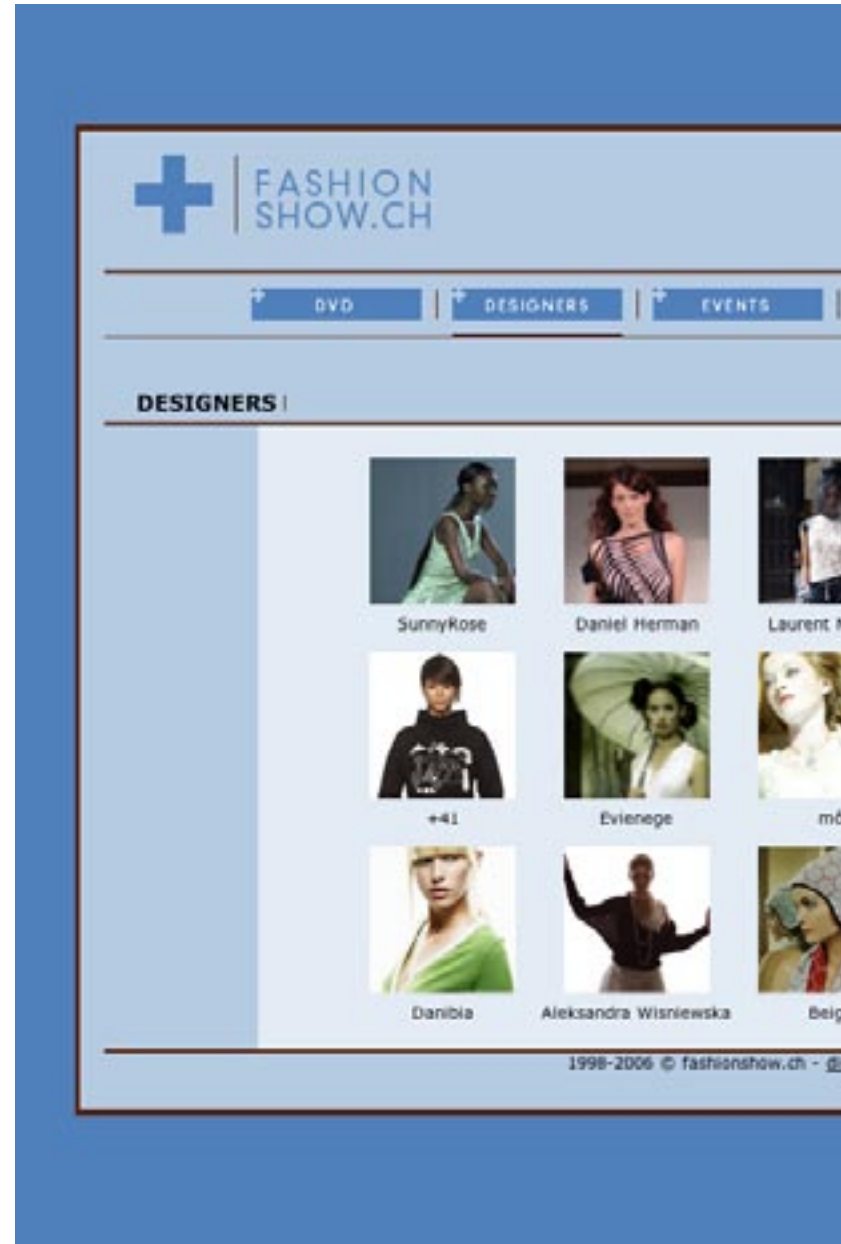 FASHION
SHOW.CH
DVD | DESIGNERS | EVENTS |
DESIGNERS |
SunnyRose Daniel Herman Laurent
+41 Evienege
Danibia Aleksandra Wisniewska
1998-2006 © fashionshow.ch -